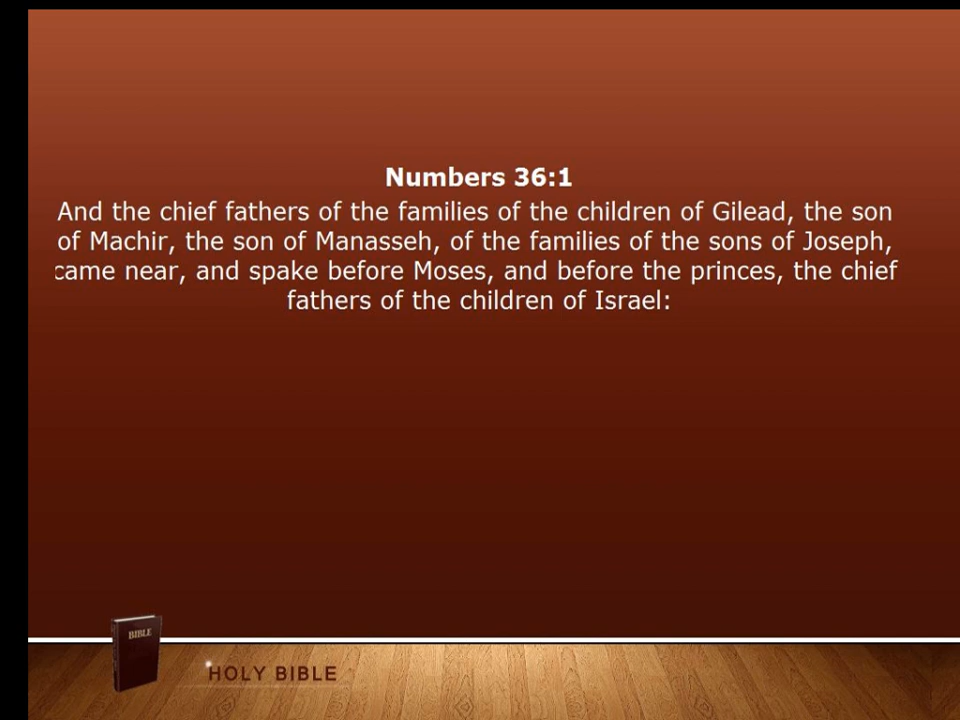 Numbers 36:1
And the chief fathers of the families of the children of Gilead, the son
of Machir, the son of Manasseh, of the families of the sons of Joseph,
came near, and spake before Moses, and before the princes, the chief
fathers of the children of Israel:
BIBLE
HOLY BIBLE